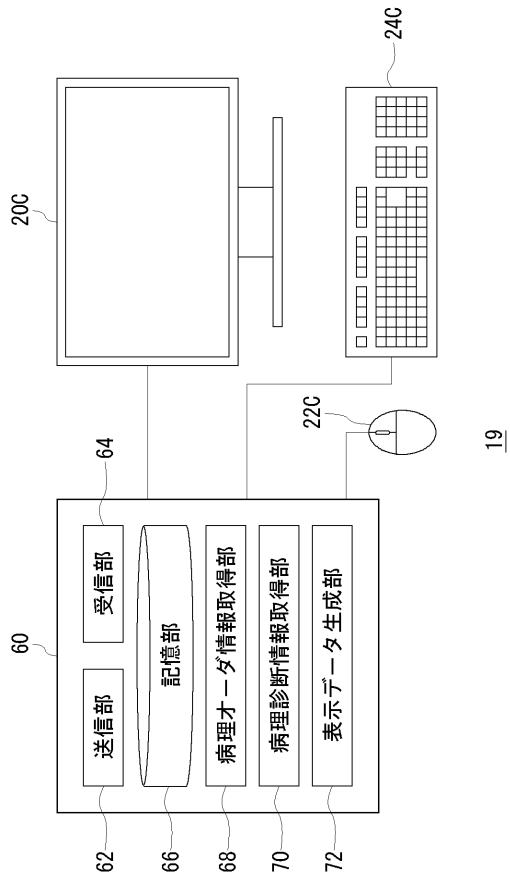 60
62
送信部
受信部
64
66
記憶部
68
病理オーダ情報取得部
70
病理診断情報取得部
72
表示データ生成部
20C
22C
24C
19